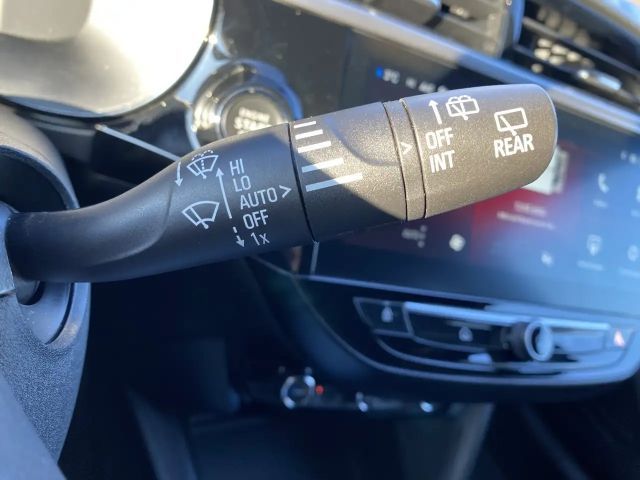 HI
LO
AUTO >
OFF
1x
OFF
INT
REAR